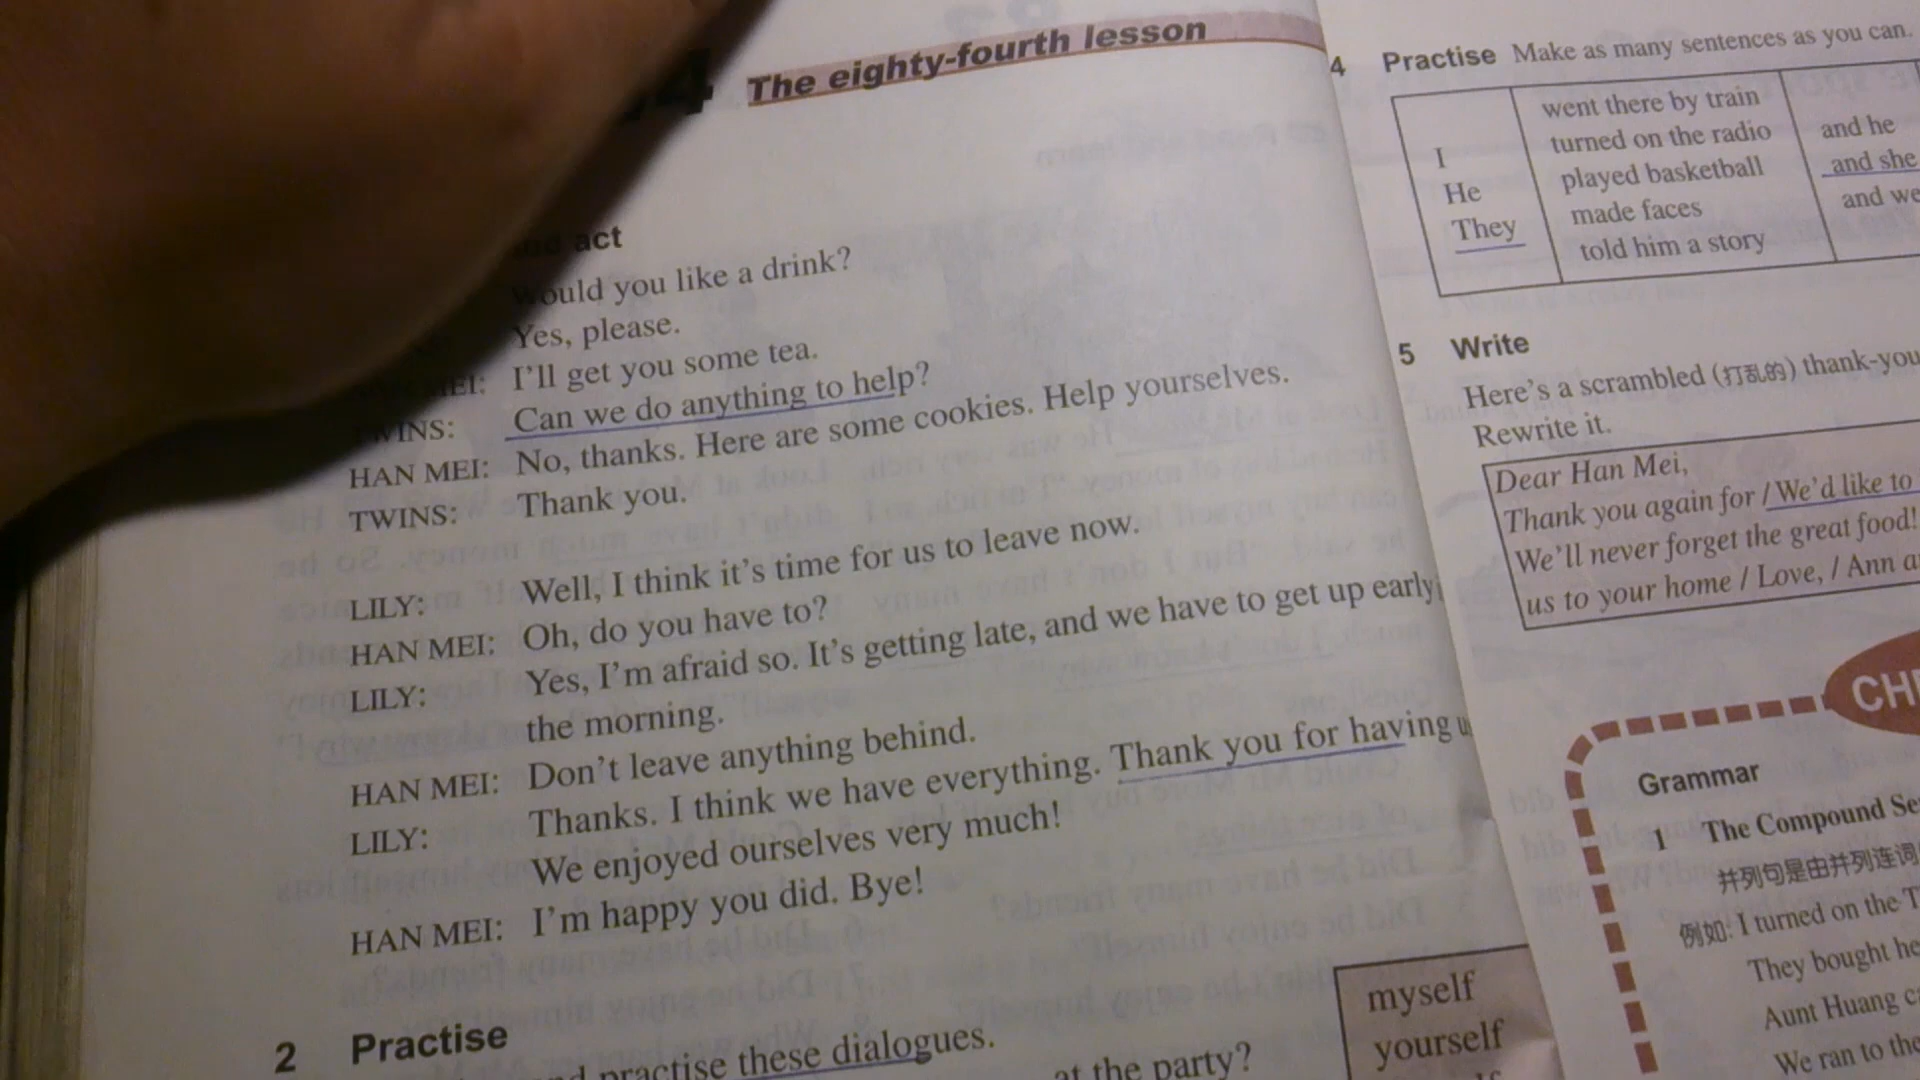 4 The eighty-fourth lesson
act
Would you like a drink?
Yes, please.
MEI: I'll get you some tea.
TWINS: Can we do anything to help?
HAN MEI: No, thanks. Here are some cookies. Help yourselves.
TWINS: Thank you.
LILY: Well, I think it's time for us to leave now.
HAN MEI: Oh, do you have to?
LILY: Yes, I'm afraid so. It's getting late, and we have to get up early
the morning.
HAN MEI: Don't leave anything behind.
LILY: Thanks. I think we have everything. Thank you for having u
We enjoyed ourselves very much!
HAN MEI: I'm happy you did. Bye!
2 Practise
practise these dialogues.
at the party?
myself
yourself
4 Practise Make as many sentences as you can.
I
He
They
went there by train
turned on the radio
played basketball
made faces
told him a story
and he
and she
and we
5 Write
Here's a scrambled (打乱的) thank-you
Rewrite it.
Dear Han Mei,
Thank you again for / We'd like to
We'll never forget the great food!
us to your home / Love, / Ann a
CH
Grammar
1 The Compound Se
并列句是由并列连词
例如: I turned on the T
They bought he
Aunt Huang c
We ran to the